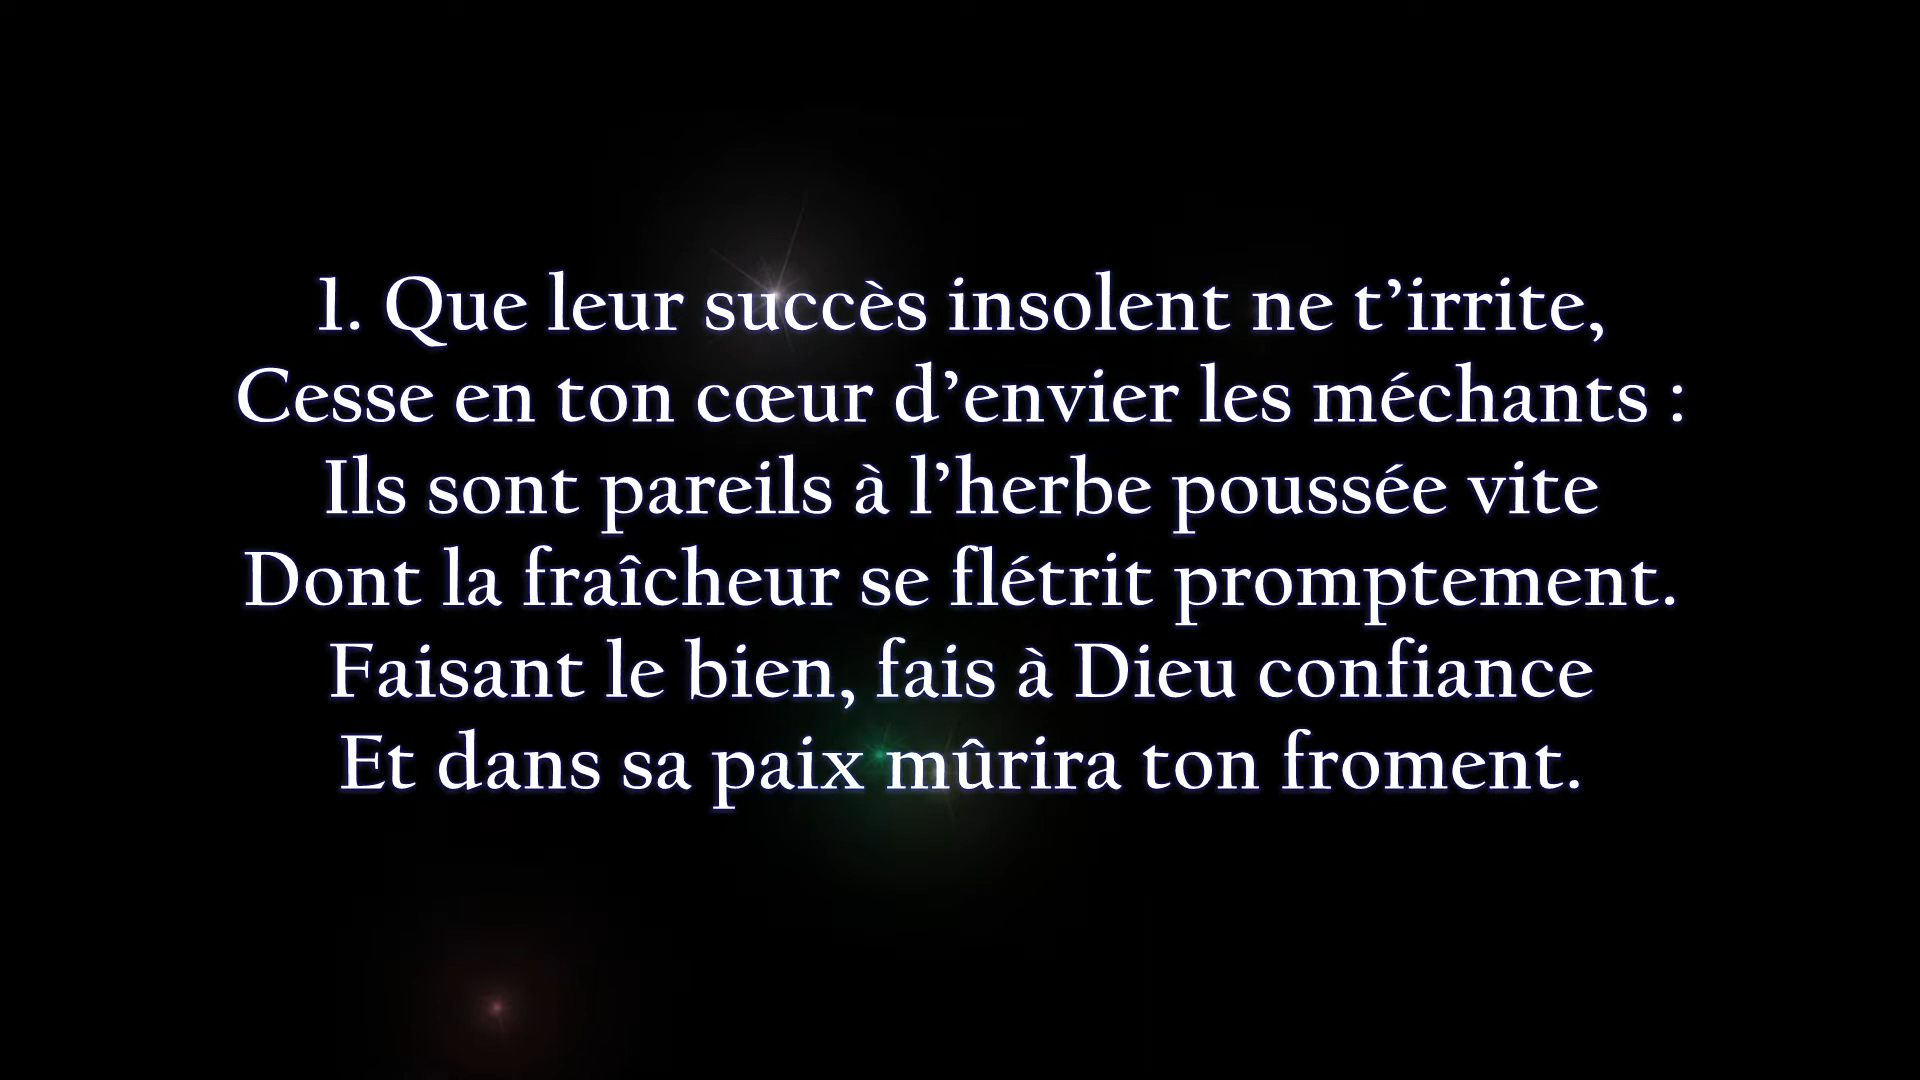 1. Que leur succès insolent ne t’irrite,
Cesse en ton cœur d’envier les méchants :
Ils sont pareils à l’herbe poussée vite
Dont la fraîcheur se flétrit promptement.
Faisant le bien, fais à Dieu confiance
Et dans sa paix mûrira ton froment.